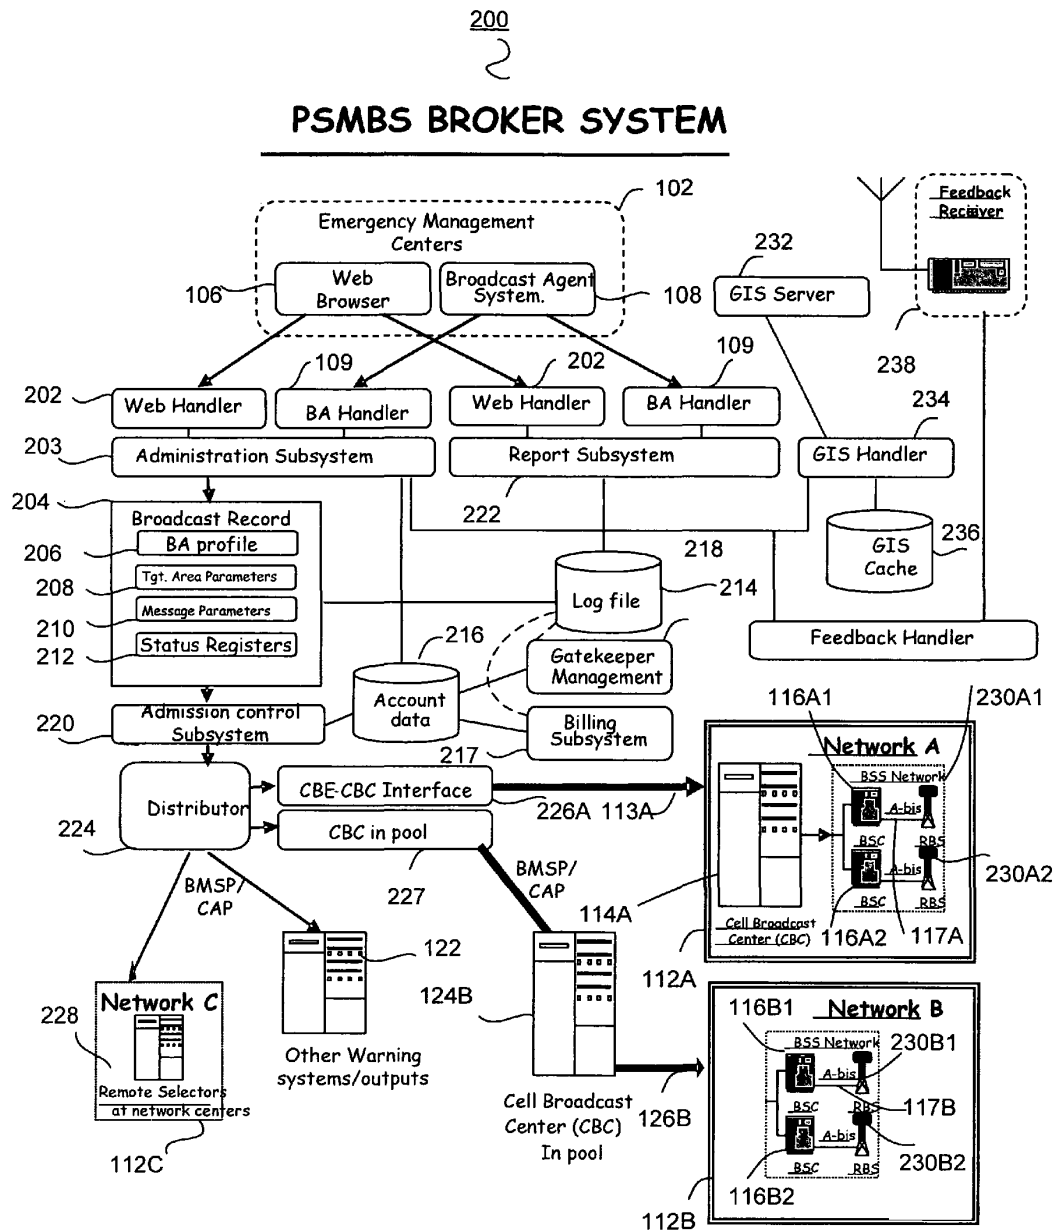 200
PSMBS BROKER SYSTEM
102
Emergency Management
Centers
Web
Browser
Broadcast Agent
System.
106
108
Feedback
Receiver
238
232
GIS Server
109
202
109
202
Web Handler
BA Handler
Web Handler
BA Handler
234
203
Administration Subsystem
Report Subsystem
GIS Handler
222
204
Broadcast Record
206
BA profile
208
Tgt. Area Parameters
210
Message Parameters
212
Status Registers
218
214
Log file
GIS
Cache
236
216
Account
data
Gatekeeper
Management
Feedback Handler
220
Admission control
Subsystem
217
Billing
Subsystem
116A1
230A1
Network A
BSS Network
A-bis
BSC
RBS
A-bis
BSC
RBS
230A2
Cell Broadcast
Center (CBC)
116A2
117A
114A
112A
224
Distributor
CBE-CBC Interface
226A
113A
CBC in pool
227
BMSP/
CAP
BMSP/
CAP
122
124B
Network C
228
Remote Selectors
at network centers
112C
Other Warning
systems/outputs
Cell Broadcast
Center (CBC)
In pool
126B
116B1
Network B
BSS Network
230B1
A-bis
117B
BSC
RBS
A-bis
BSC
RBS
230B2
116B2
112B